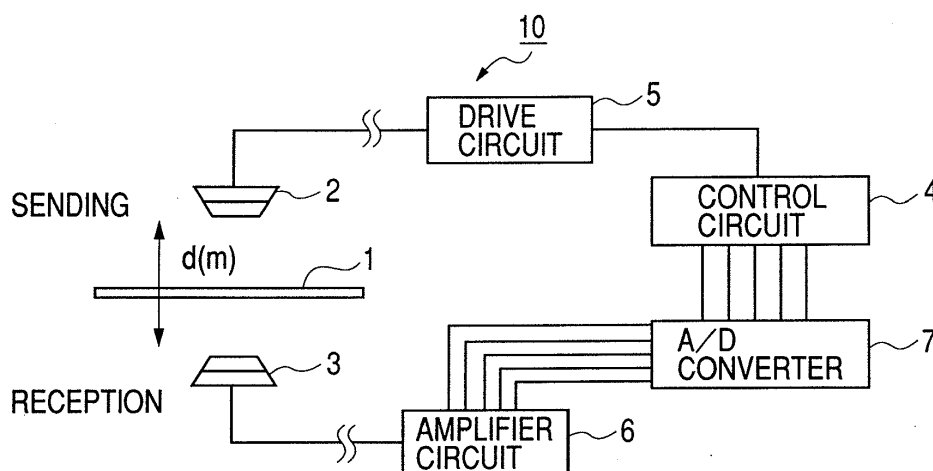 10
5
DRIVE
CIRCUIT
2
SENDING
CONTROL
CIRCUIT
4
d(m)
1
A/D
CONVERTER
7
3
RECEPTION
AMPLIFIER
CIRCUIT
6